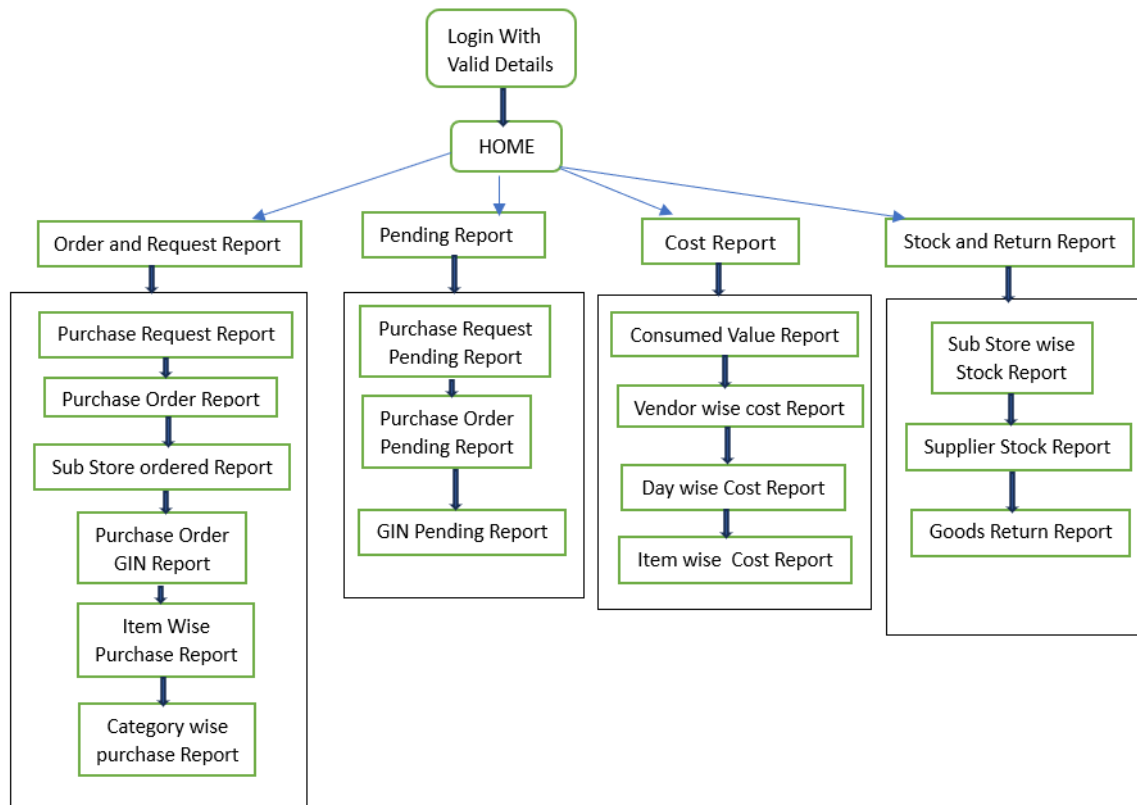 Login With
Valid Details
HOME
Order and Request Report
Pending Report
Cost Report
Stock and Return Report
Purchase Request Report
Purchase Order Report
Sub Store ordered Report
Purchase Order
GIN Report
Item Wise
Purchase Report
Category wise
purchase Report
Purchase Request
Pending Report
Purchase Order
Pending Report
GIN Pending Report
Consumed Value Report
Vendor wise cost Report
Day wise Cost Report
Item wise  Cost Report
Sub Store wise
Stock Report
Supplier Stock Report
Goods Return Report